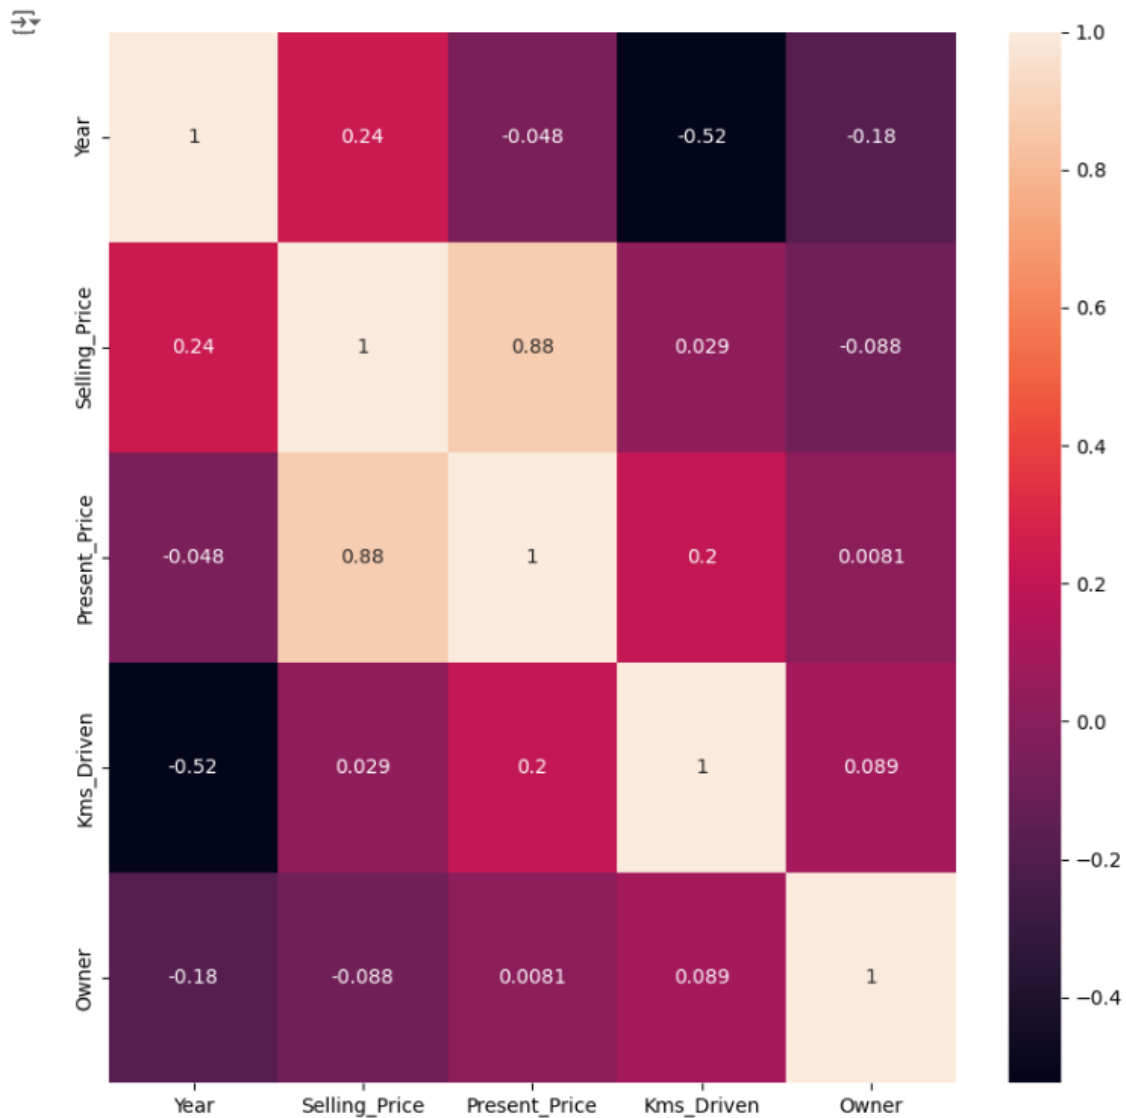 1.0
Year 1 0.24 -0.048 -0.52 -0.18
0.8
Selling_Price 0.24 1 0.88 0.029 -0.088
0.6
0.4
Present_Price -0.048 0.88 1 0.2 0.0081
0.2
0.0
Kms_Driven -0.52 0.029 0.2 1 0.089
−0.2
Owner -0.18 -0.088 0.0081 0.089 1
−0.4
Year Selling_Price Present_Price Kms_Driven Owner